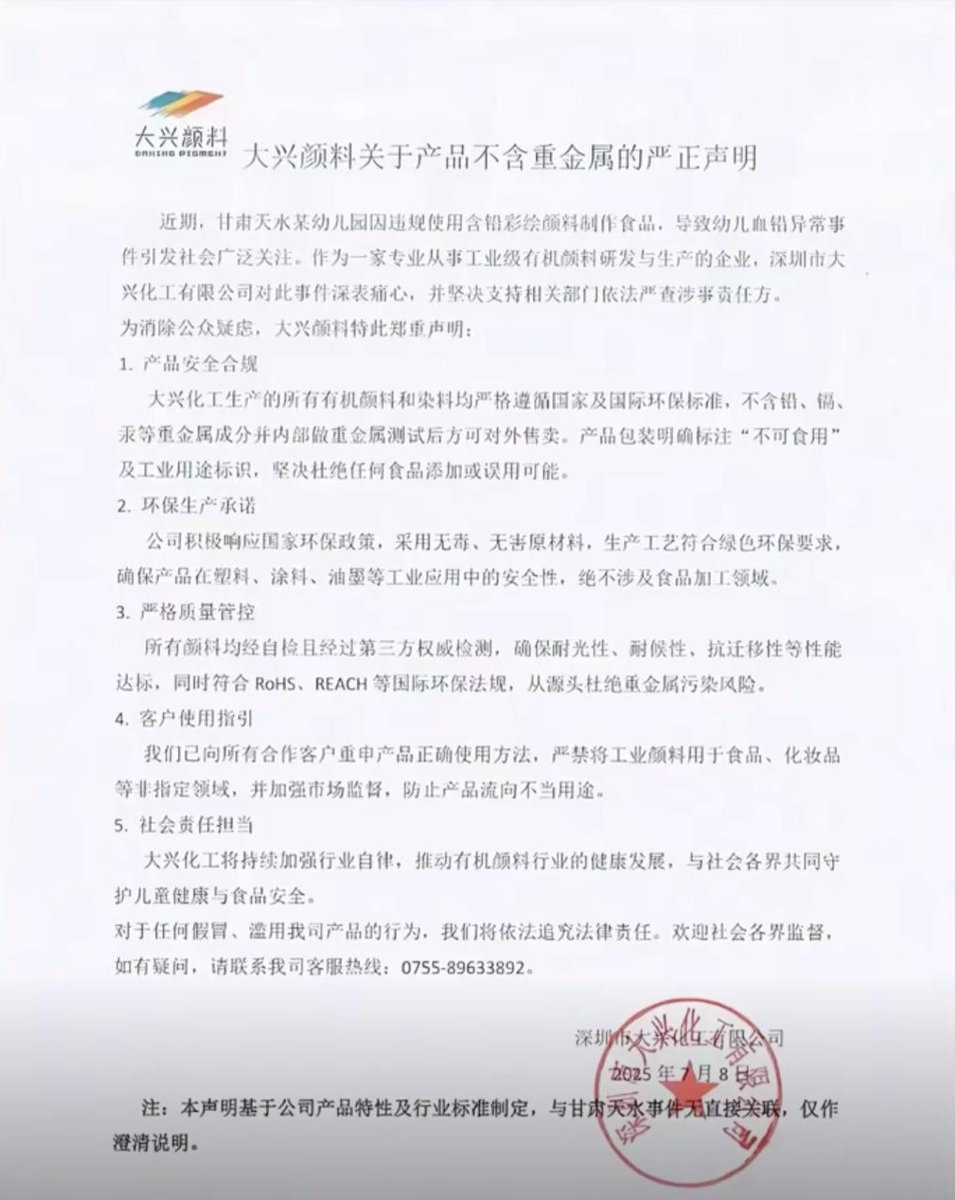 大兴颜料
DAXING PIGMENT
大兴颜料关于产品不含重金属的严正声明
近期，甘肃天水某幼儿园因违规使用含铅彩绘颜料制作食品，导致幼儿血铅异常事
件引发社会广泛关注。作为一家专业从事工业级有机颜料研发与生产的企业，深圳市大
兴化工有限公司对此事件深表痛心，并坚决支持相关部门依法严查涉事责任方。
为消除公众疑虑，大兴颜料特此郑重声明：
1. 产品安全合规
大兴化工生产的所有有机颜料和染料均严格遵循国家及国际环保标准，不含铅、镉、
汞等重金属成分并内部做重金属测试后方可对外售卖。产品包装明确标注“不可食用”
及工业用途标识，坚决杜绝任何食品添加或误用可能。
2. 环保生产承诺
公司积极响应国家环保政策，采用无毒、无害原材料，生产工艺符合绿色环保要求，
确保产品在塑料、涂料、油墨等工业应用中的安全性，绝不涉及食品加工领域。
3. 严格质量管控
所有颜料均经自检且经过第三方权威检测，确保耐光性、耐候性、抗迁移性等性能
达标，同时符合 RoHS、REACH 等国际环保法规，从源头杜绝重金属污染风险。
4. 客户使用指引
我们已向所有合作客户重申产品正确使用方法，严禁将工业颜料用于食品、化妆品
等非指定领域，并加强市场监督，防止产品流向不当用途。
5. 社会责任担当
大兴化工将持续加强行业自律，推动有机颜料行业的健康发展，与社会各界共同守
护儿童健康与食品安全。
对于任何假冒、滥用我司产品的行为，我们将依法追究法律责任。欢迎社会各界监督，
如有疑问，请联系我司客服热线：0755-89633892。
深圳市大兴化工有限公司
2025 年 7 月 8 日
深圳市大兴化工有限公司
注：本声明基于公司产品特性及行业标准制定，与甘肃天水事件无直接关联，仅作
澄清说明。